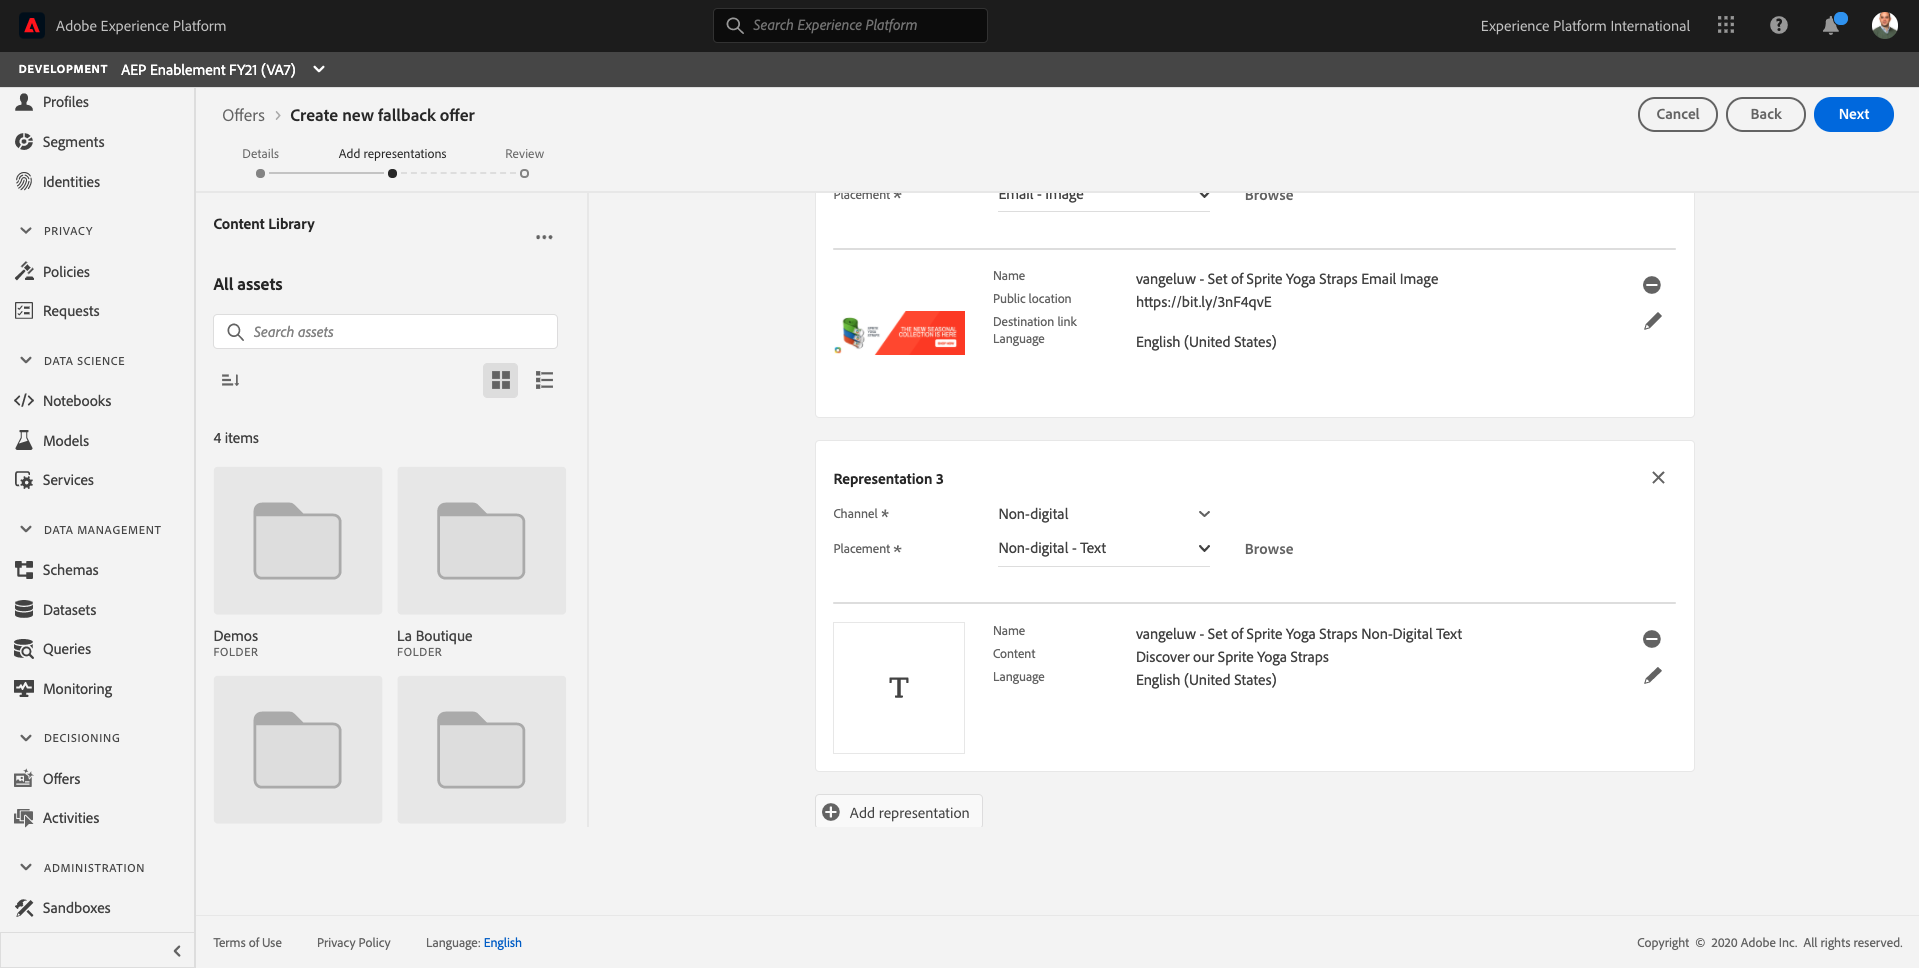 Adobe Experience Platform
Search Experience Platform
Experience Platform International
DEVELOPMENT AEP Enablement FY21 (VA7)
Profiles
Segments
Identities
PRIVACY
Policies
Requests
DATA SCIENCE
Notebooks
Models
Services
DATA MANAGEMENT
Schemas
Datasets
Queries
Monitoring
DECISIONING
Offers
Activities
ADMINISTRATION
Sandboxes
Offers > Create new fallback offer
Cancel
Back
Next
Details
Add representations
Review
Content Library
All assets
Search assets
4 items
Demos
FOLDER
La Boutique
FOLDER
Placement * Email - Image Browse
THE NEW SEASONAL
COLLECTION IS HERE
Name vangeluw - Set of Sprite Yoga Straps Email Image
Public location https://bit.ly/3nF4qvE
Destination link
Language English (United States)
Representation 3
Channel * Non-digital
Placement * Non-digital - Text Browse
T
Name vangeluw - Set of Sprite Yoga Straps Non-Digital Text
Content Discover our Sprite Yoga Straps
Language English (United States)
Add representation
Terms of Use
Privacy Policy
Language: English
Copyright © 2020 Adobe Inc. All rights reserved.